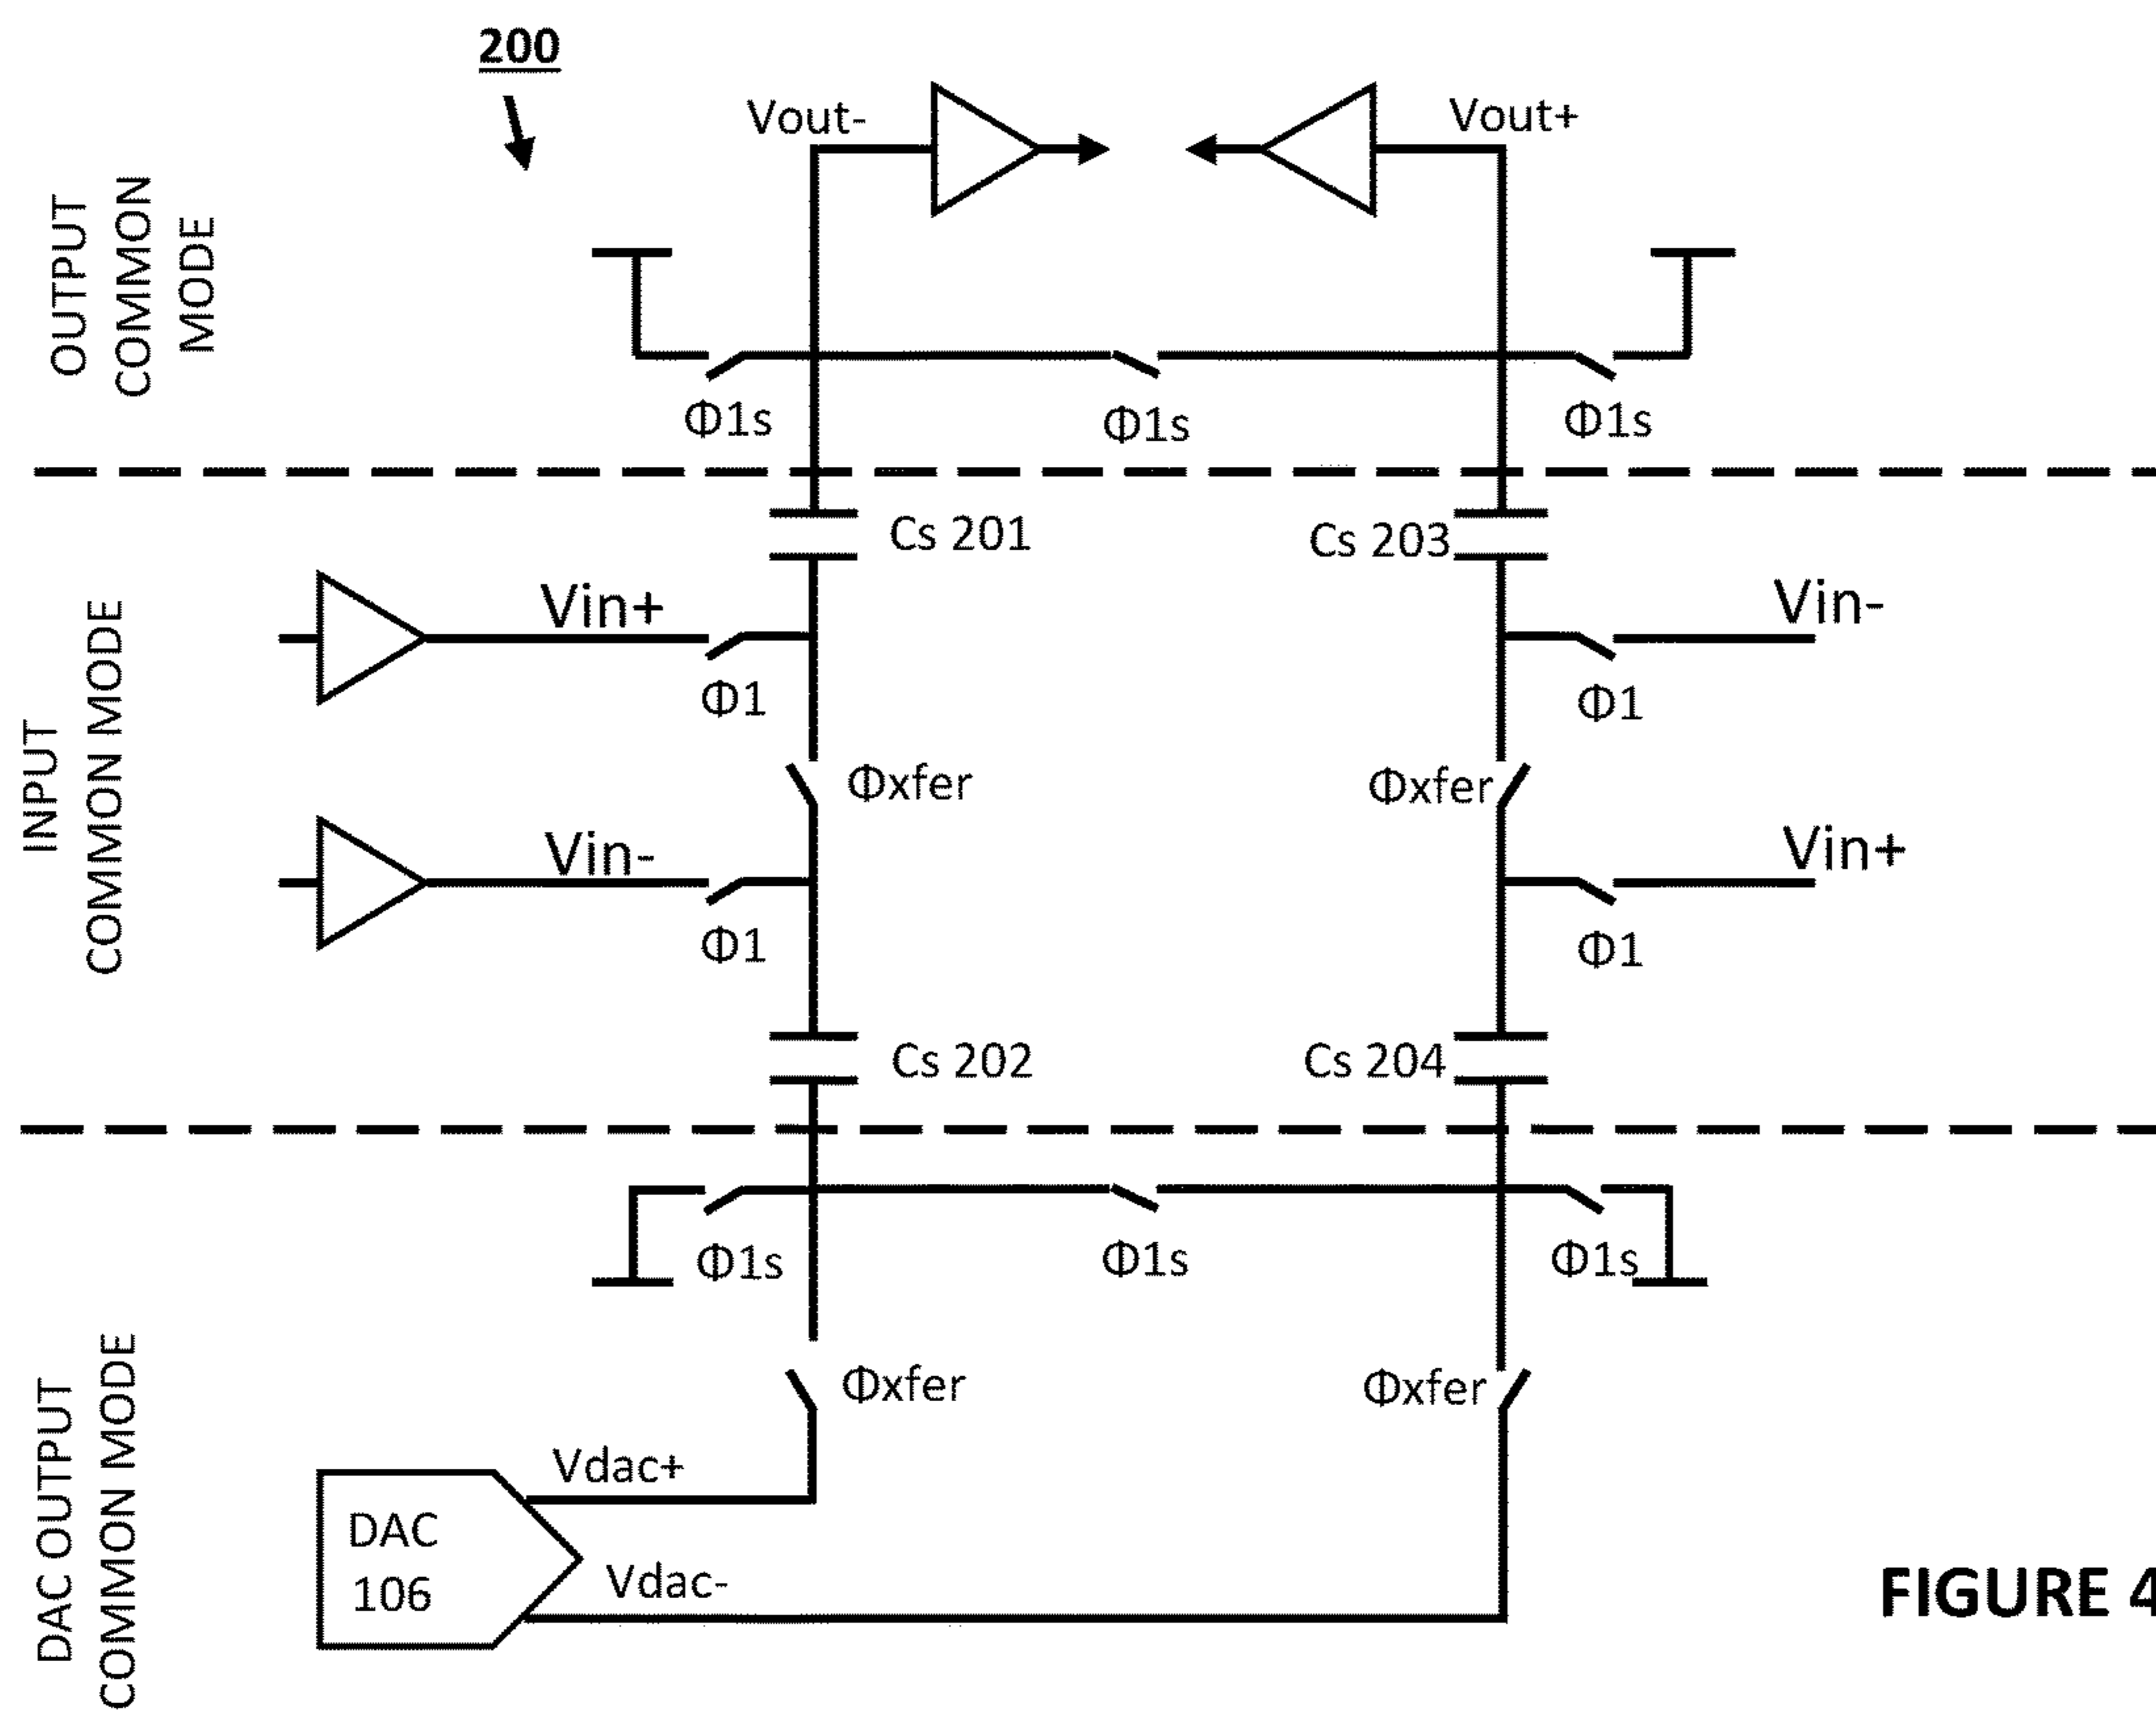 200
Vout-
Vout+
OUTPUT
COMMON
MODE
Φ1s
Φ1s
Φ1s
Cs 201
Cs 203
INPUT
COMMON MODE
Vin+
Vin-
Φ1
Φ1
Φxfer
Φxfer
Vin-
Vin+
Φ1
Φ1
Cs 202
Cs 204
DAC OUTPUT
COMMON MODE
Φ1s
Φ1s
Φ1s
Φxfer
Φxfer
Vdac+
DAC
106
Vdac-
FIGURE 4